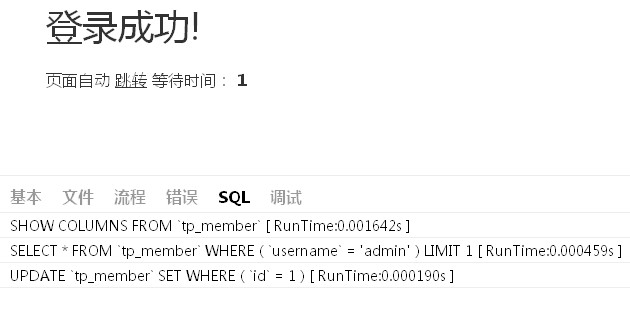 登录成功!
页面自动 跳转 等待时间： 1
基本 文件 流程 错误 SQL 调试
SHOW COLUMNS FROM `tp_member` [ RunTime:0.001642s ]
SELECT * FROM `tp_member` WHERE ( `username` = 'admin' ) LIMIT 1 [ RunTime:0.000459s ]
UPDATE `tp_member` SET WHERE ( `id` = 1 ) [ RunTime:0.000190s ]